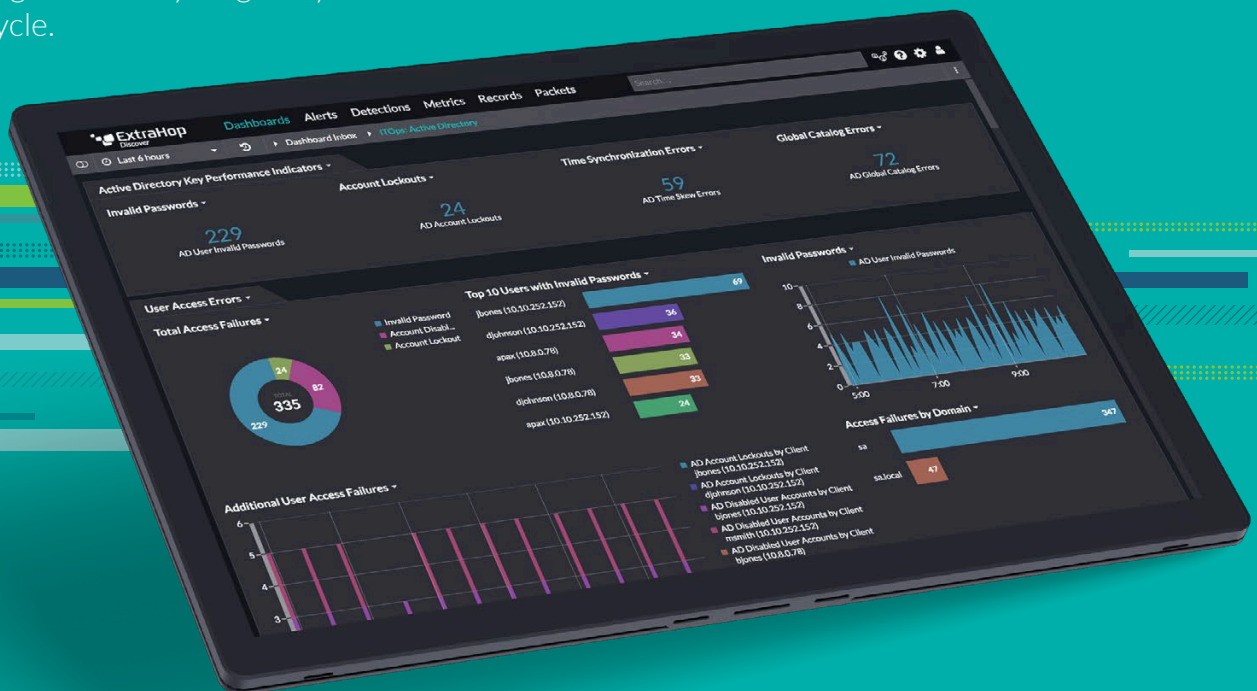 ycle.
ExtraHop
Discover
Dashboards Alerts Detections Metrics Records Packets
Search...
Last 6 hours
Dashboard Inbox
ITOps: Active Directory
Active Directory Key Performance Indicators
Invalid Passwords
229
AD User Invalid Passwords
Account Lockouts
24
AD Account Lockouts
Time Synchronization Errors
59
AD Time Skew Errors
Global Catalog Errors
72
AD Global Catalog Errors
User Access Errors
Total Access Failures
Invalid Password
Account Disabl...
Account Lockout
24
82
TOTAL
335
229
Top 10 Users with Invalid Passwords
jbones (10.10.252.152)
69
djohnson (10.10.252.152)
36
apax (10.8.0.78)
34
jbones (10.8.0.78)
33
djohnson (10.8.0.78)
33
apax (10.10.252.152)
24
Invalid Passwords
AD User Invalid Passwords
10
8
6
4
2
0
5:00
7:00
9:00
Access Failures by Domain
sa
347
sa.local
47
Additional User Access Failures
6
5
4
3
AD Account Lockouts by Client
jbones (10.10.252.152)
AD Account Lockouts by Client
djohnson (10.10.252.152)
AD Disabled User Accounts by Client
bjones (10.10.252.152)
AD Disabled User Accounts by Client
msmith (10.10.252.152)
AD Disabled User Accounts by Client
bjones (10.8.0.78)